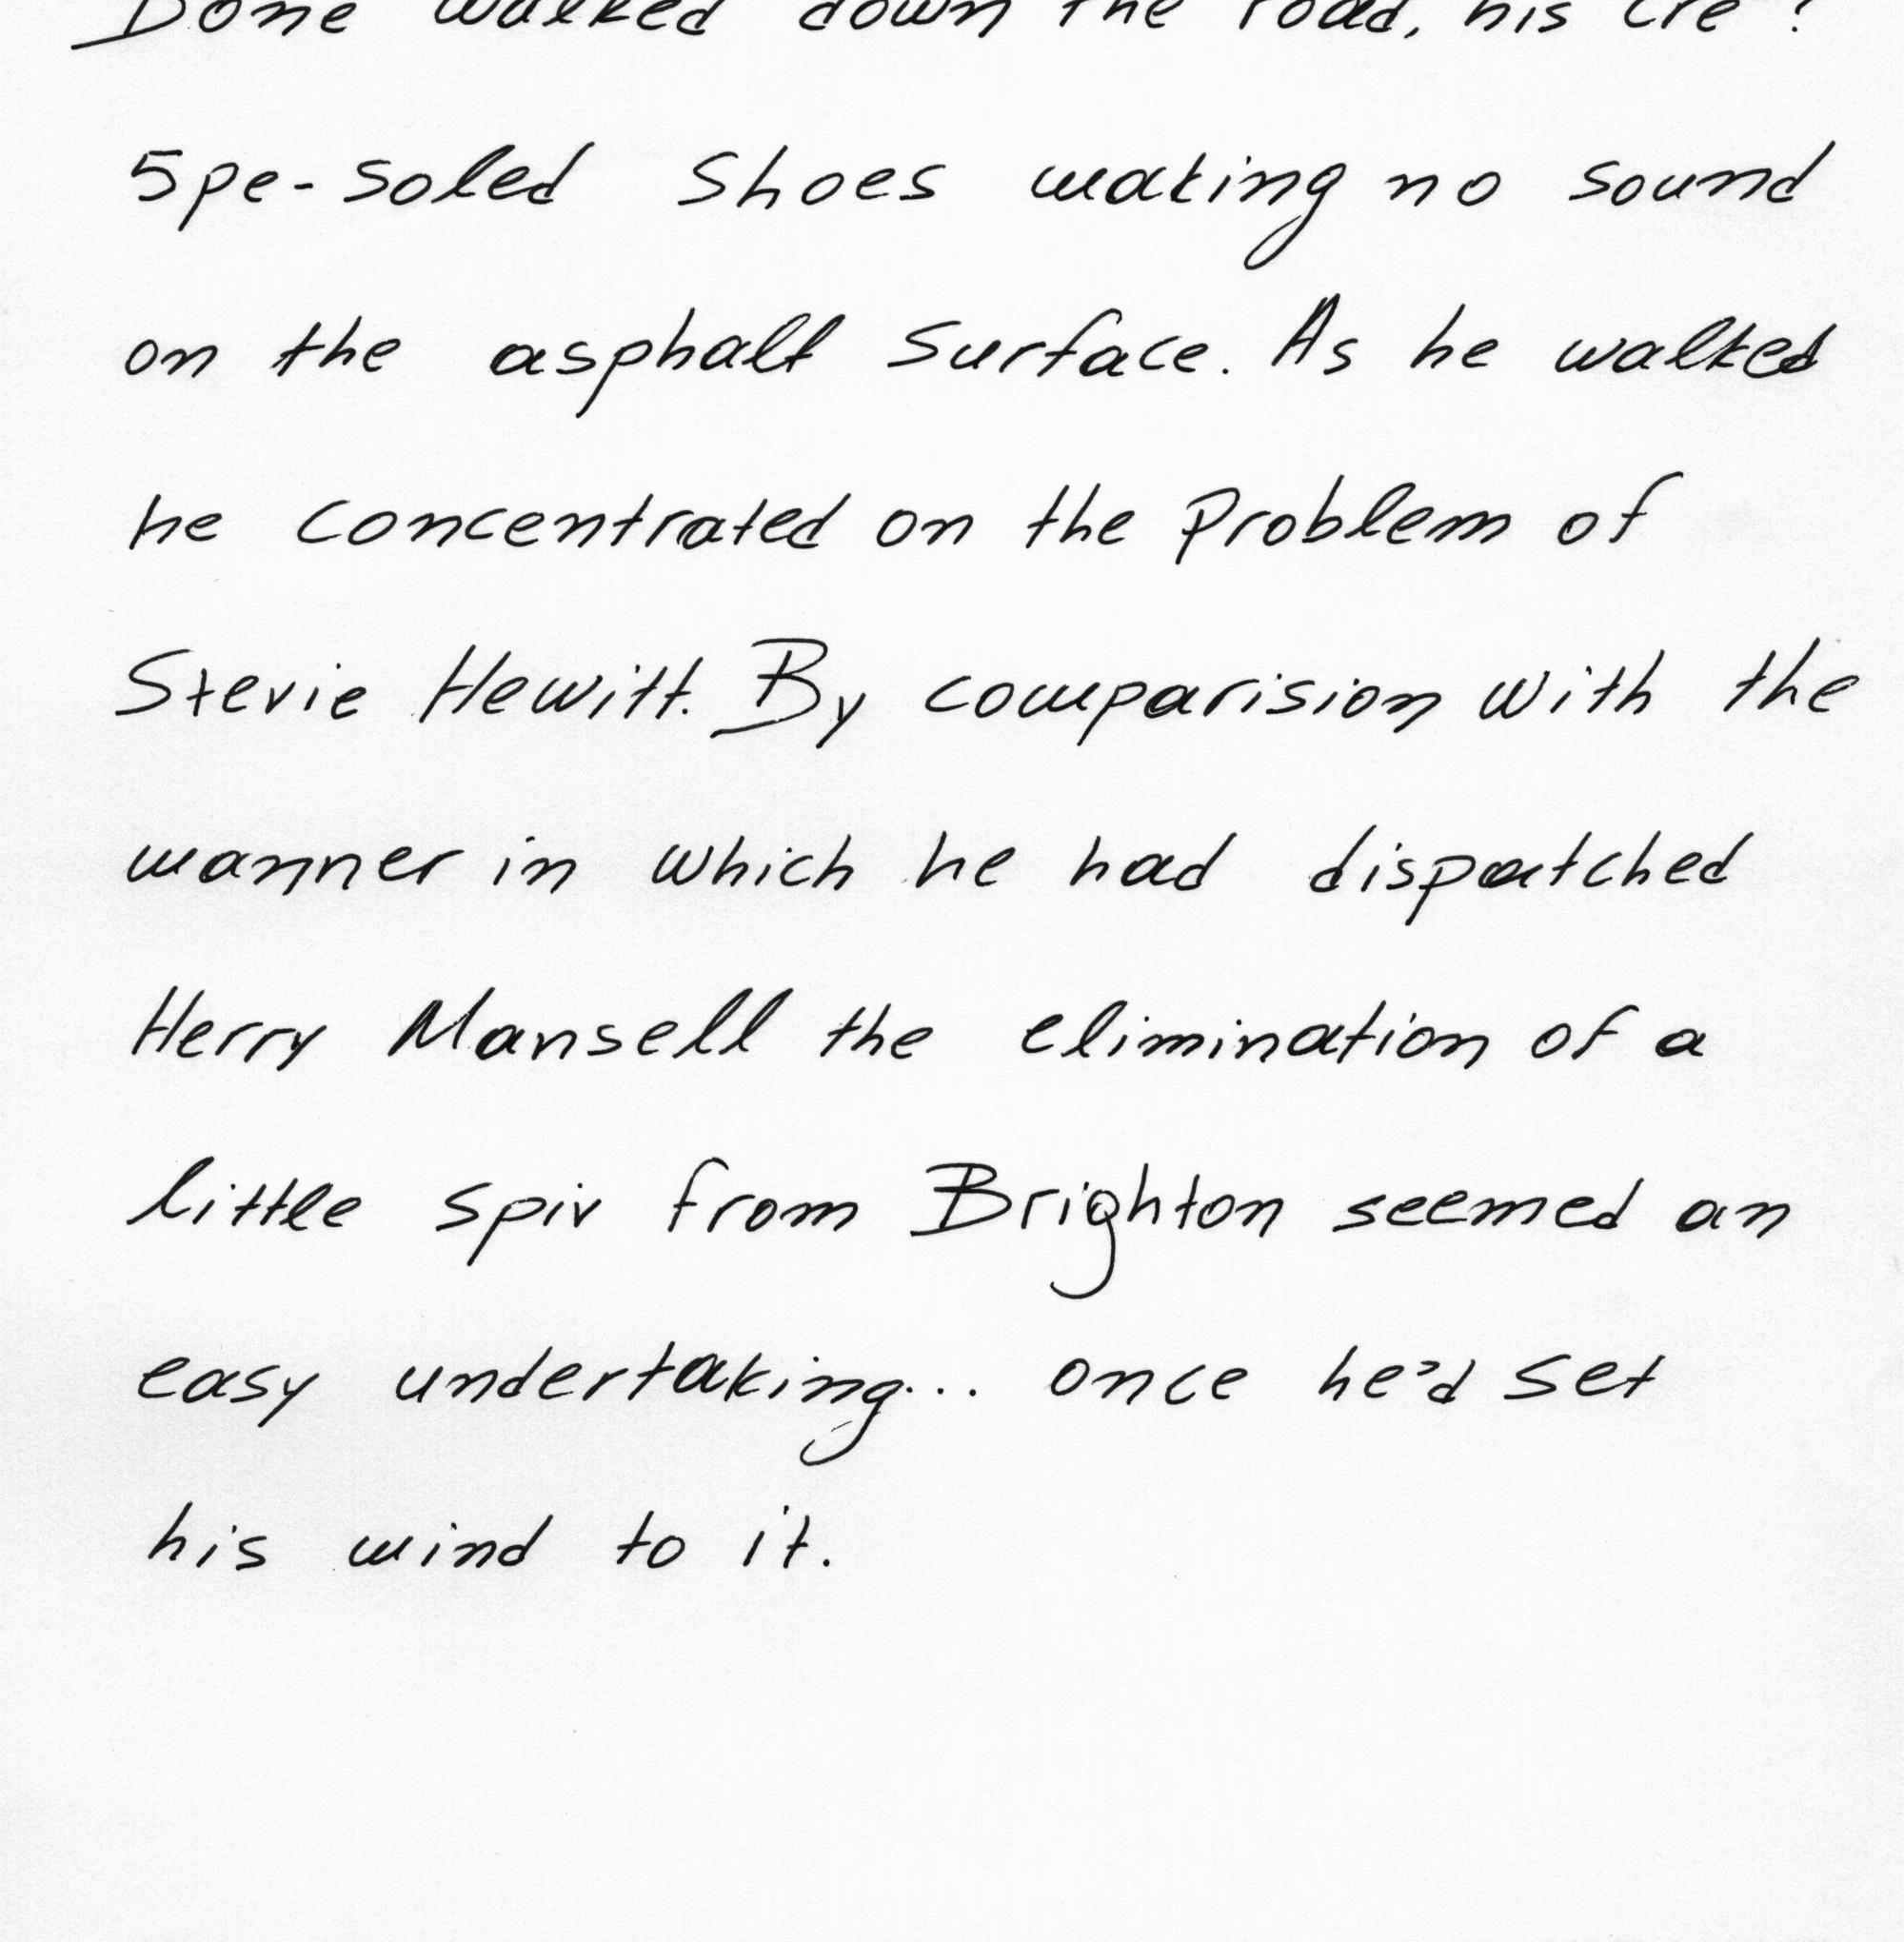 Done walked down the road, his cre
5pe-soled shoes making no sound
on the asphalt surface. As he walked
he concentrated on the problem of
Stevie Hewitt. By comparision with the
manner in which he had dispatched
Herry Mansell the elimination of a
little spiv from Brighton seemed an
easy undertaking... once he'd set
his mind to it.